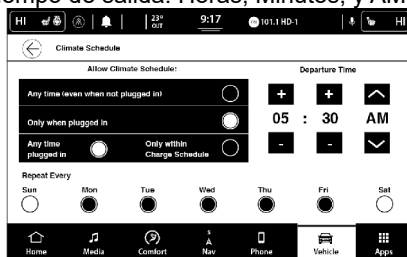 empo de salida: Horas, Minutos, y AM
HI 23° OUT 9:17 101.1 HD-1 HI
Climate Schedule
Allow Climate Schedule:
Departure Time
Any time (even when not plugged in)
Only when plugged in
05 : 30 AM
Any time plugged in
Only within Charge Schedule
Repeat Every
Sun Mon Tue Wed Thu Fri Sat
Home Media Comfort Nav Phone Vehicle Apps